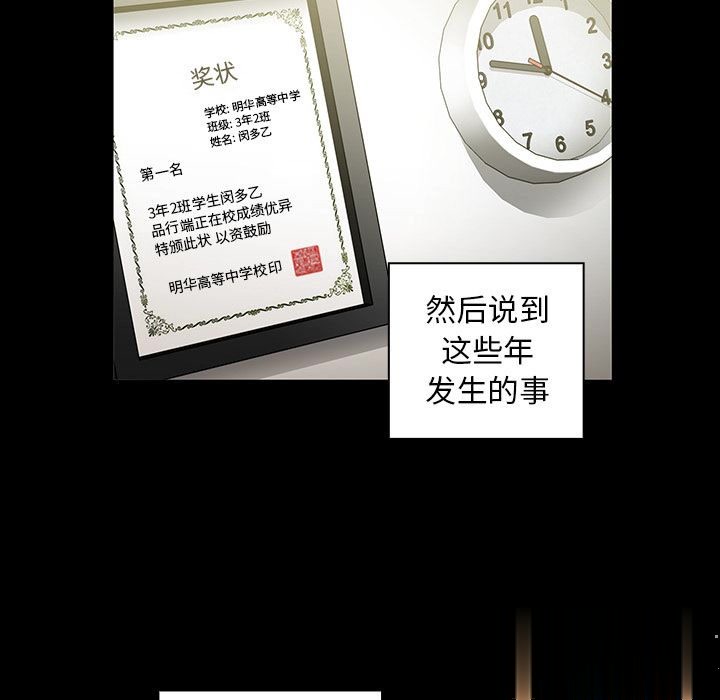 奖状
学校: 明华高等中学
班级: 3年2班
姓名: 闵多乙
第一名
3年2班学生闵多乙
品行端正在校成绩优异
特颁此状 以资鼓励
明华高等中学校印
12
11
10
9
8
7
6
5
4
然后说到
这些年
发生的事